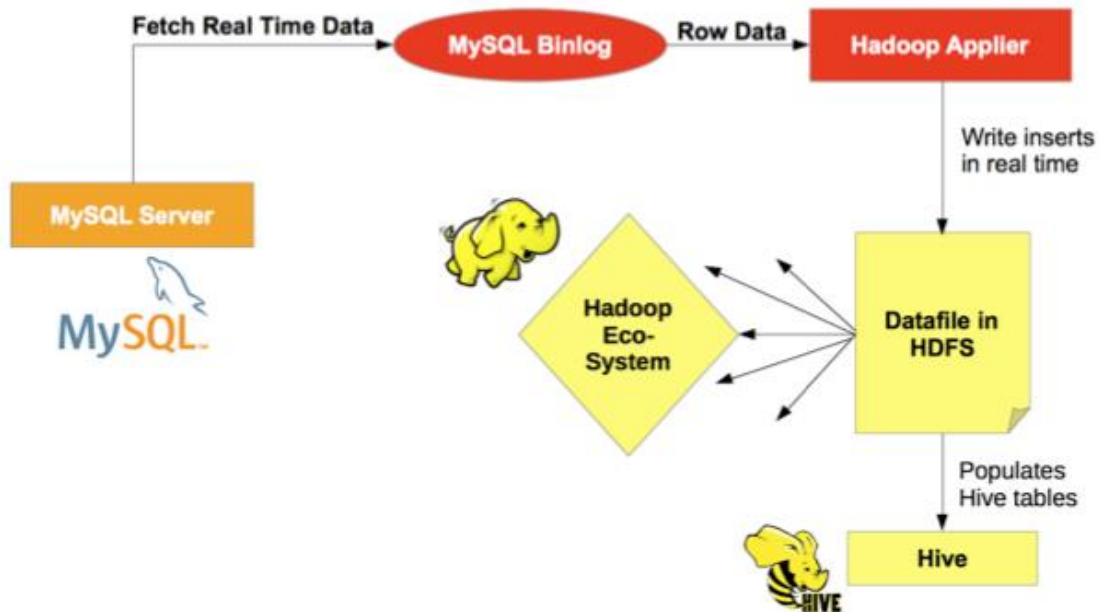 Fetch Real Time Data
MySQL Binlog
Row Data
Hadoop Applier
Write inserts
in real time
MySQL Server
MySQL
Hadoop
Eco-
System
Datafile in
HDFS
Populates
Hive tables
Hive
HIVE